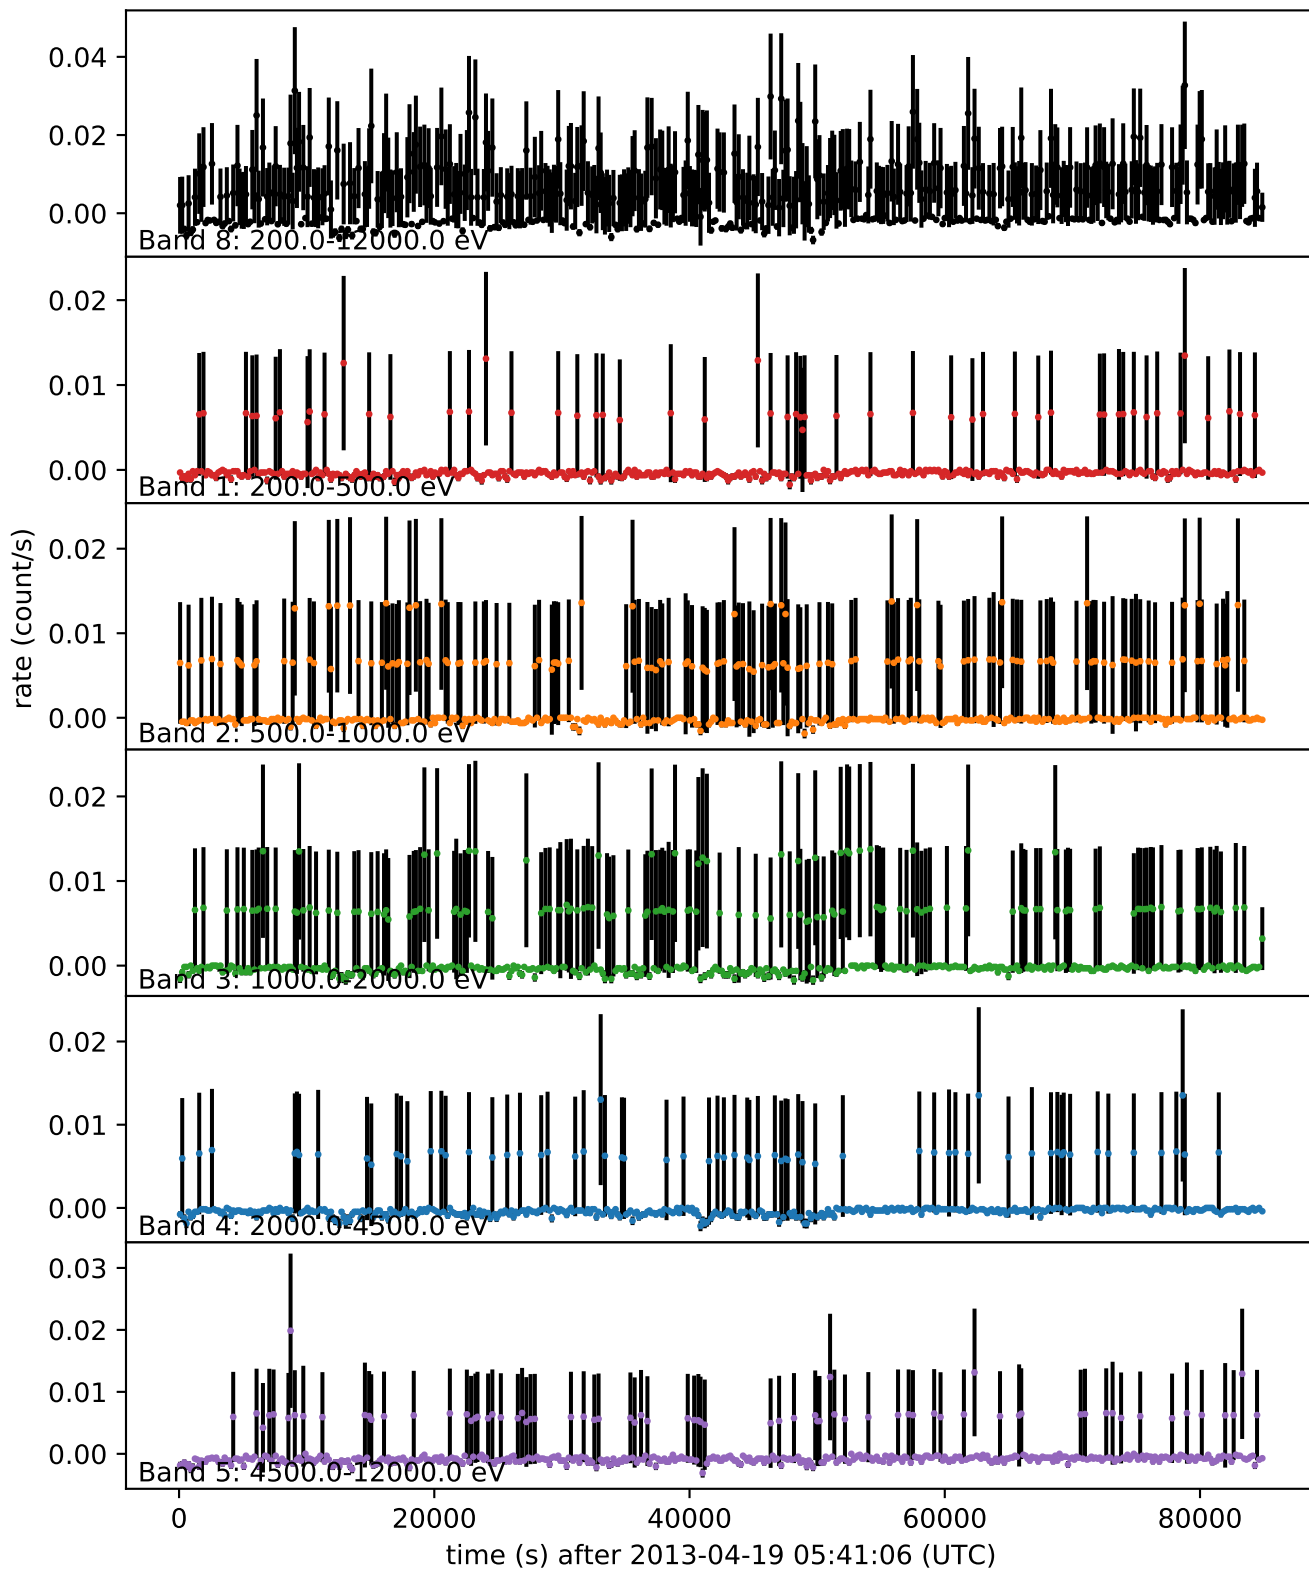 0.04
0.02
0.00
Band 8: 200.0-12000.0 eV
0.02
0.01
0.00
Band 1: 200.0-500.0 eV
rate (count/s)
0.02
0.01
0.00
Band 2: 500.0-1000.0 eV
0.02
0.01
0.00
Band 3: 1000.0-2000.0 eV
0.02
0.01
0.00
Band 4: 2000.0-4500.0 eV
0.03
0.02
0.01
0.00
Band 5: 4500.0-12000.0 eV
0 20000 40000 60000 80000
time (s) after 2013-04-19 05:41:06 (UTC)